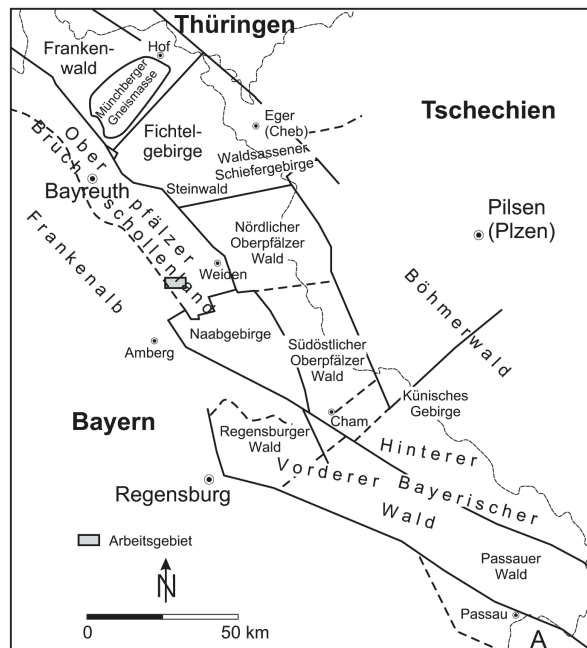 Thüringen
Franken-
wald
Hof
Münchberger
Gneismasse
Tschechien
Eger
(Cheb)
Fichtel-
gebirge
Waldsassener
Schiefergebirge
Ober pfälzer
Bruch schollenland
Bayreuth
Steinwald
Pilsen
(Plzen)
Nördlicher
Oberpfälzer
Wald
Frankenalb
Weiden
Böhmerwald
Naabgebirge
Amberg
Südöstlicher
Oberpfälzer
Wald
Künisches
Gebirge
Bayern
Cham
Regensburger
Wald
Hinterer
Vorderer Bayerischer
Wald
Regensburg
Arbeitsgebiet
Passauer
Wald
N
Passau
A
0 50 km